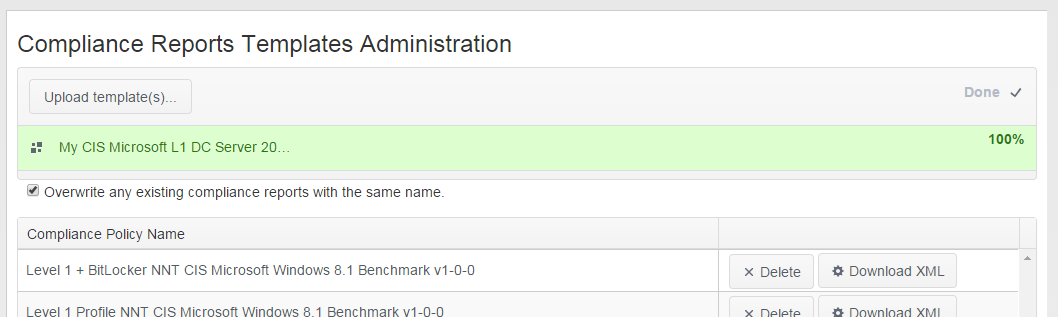 Compliance Reports Templates Administration
Upload template(s)...
Done
My CIS Microsoft L1 DC Server 20...
100%
Overwrite any existing compliance reports with the same name.
Compliance Policy Name
Level 1 + BitLocker NNT CIS Microsoft Windows 8.1 Benchmark v1-0-0
Delete
Download XML
Level 1 Profile NNT CIS Microsoft Windows 8.1 Benchmark v1-0-0
Delete
Download XML